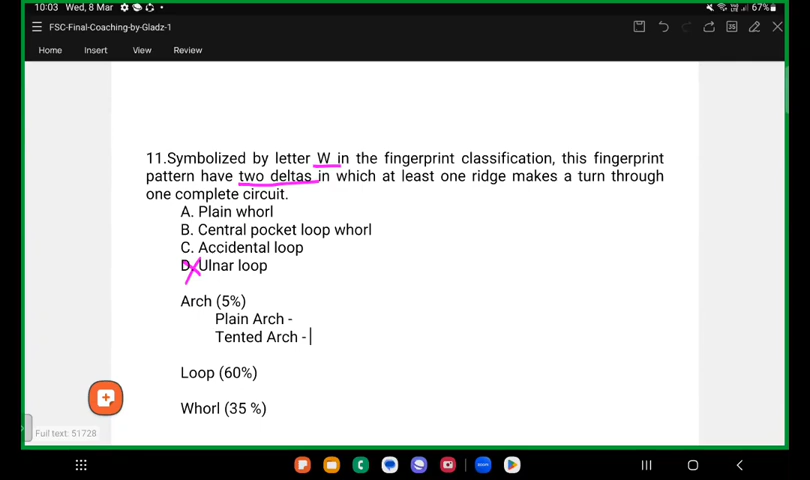 10:03 Wed, 8 Mar
67%
FSC-Final-Coaching-by-Gladz-1
35
Home Insert View Review
11.Symbolized by letter W in the fingerprint classification, this fingerprint
pattern have two deltas in which at least one ridge makes a turn through
one complete circuit.
A. Plain whorl
B. Central pocket loop whorl
C. Accidental loop
D. Ulnar loop
Arch (5%)
Plain Arch -
Tented Arch -
Loop (60%)
Whorl (35 %)
Full text: 51728
zoom